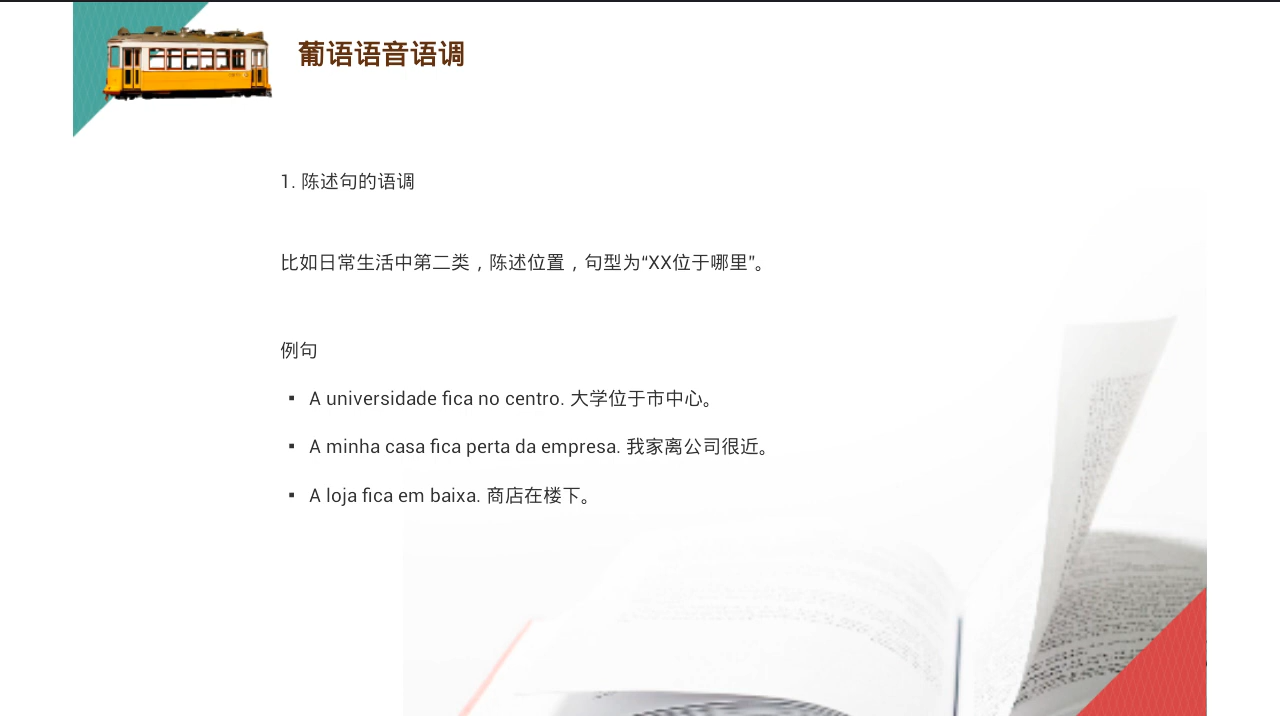 葡语语音语调
1. 陈述句的语调
比如日常生活中第二类，陈述位置，句型为“XX位于哪里”。
例句
▪ A universidade fica no centro. 大学位于市中心。
▪ A minha casa fica perta da empresa. 我家离公司很近。
▪ A loja fica em baixa. 商店在楼下。